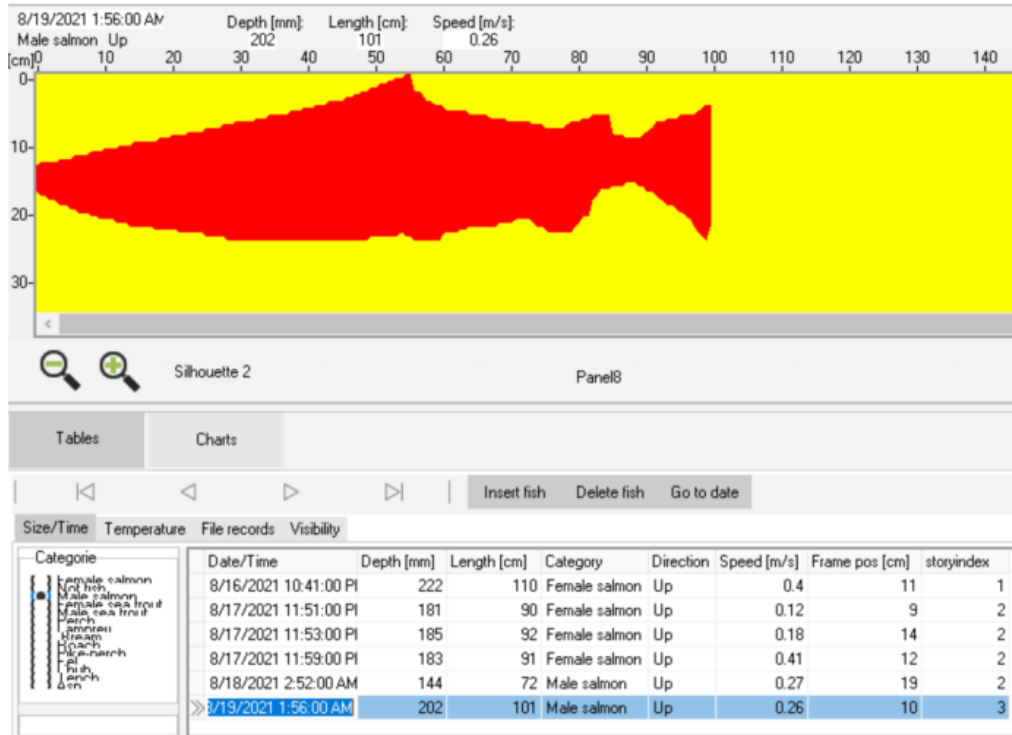 8/19/2021 1:56:00 AM Depth [mm]: Length [cm]: Speed [m/s]:
Male salmon Up 202 101 0.26
[cm] 0 10 20 30 40 50 60 70 80 90 100 110 120 130 140
0
10
20
30
Silhouette 2 Panel8
Tables Charts
Insert fish Delete fish Go to date
Size/Time Temperature File records Visibility
Categorie
Female salmon
Not fish
Male salmon
Female sea trout
Male sea trout
Perch
Lampreu
Bream
Roach
Pike-perch
Eel
Chub
Tench
Asp
Date/Time Depth [mm] Length [cm] Category Direction Speed [m/s] Frame pos [cm] storyindex
8/16/2021 10:41:00 PI 222 110 Female salmon Up 0.4 11 1
8/17/2021 11:51:00 PI 181 90 Female salmon Up 0.12 9 2
8/17/2021 11:53:00 PI 185 92 Female salmon Up 0.18 14 2
8/17/2021 11:59:00 PI 183 91 Female salmon Up 0.41 12 2
8/18/2021 2:52:00 AM 144 72 Male salmon Up 0.27 19 2
8/19/2021 1:56:00 AM 202 101 Male salmon Up 0.26 10 3